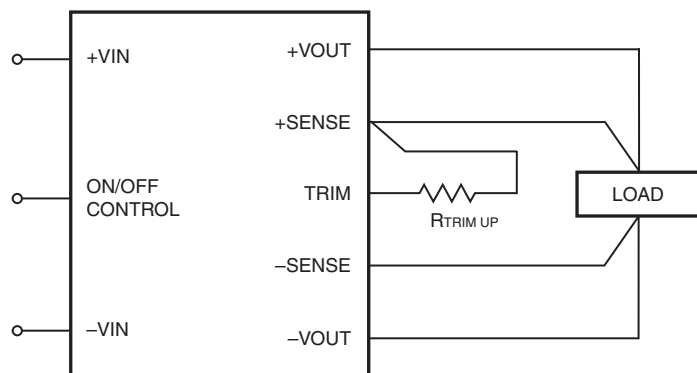 +VIN
+VOUT
+SENSE
ON/OFF
CONTROL
TRIM
RTRIM UP
LOAD
–SENSE
–VIN
–VOUT